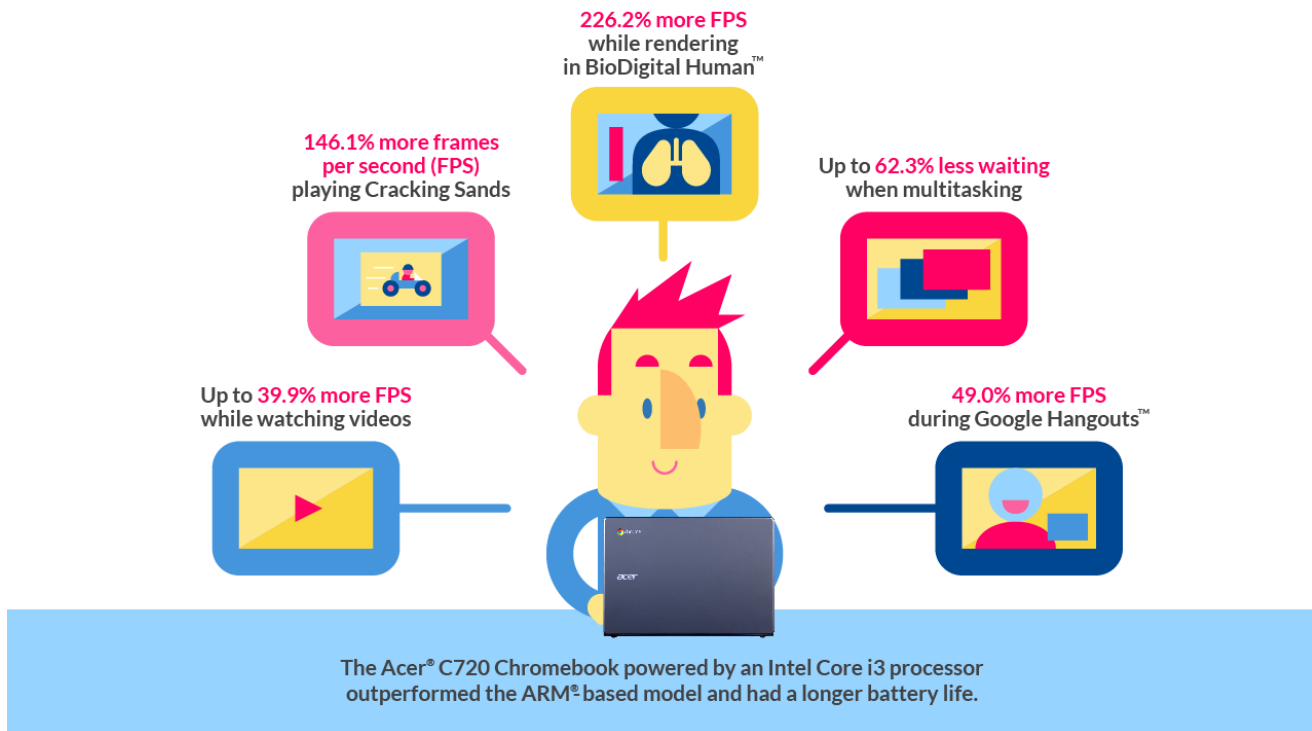 226.2% more FPS
while rendering
in BioDigital Human™
146.1% more frames
per second (FPS)
playing Cracking Sands
Up to 62.3% less waiting
when multitasking
Up to 39.9% more FPS
while watching videos
49.0% more FPS
during Google Hangouts™
acer
The Acer® C720 Chromebook powered by an Intel Core i3 processor
outperformed the ARM®-based model and had a longer battery life.